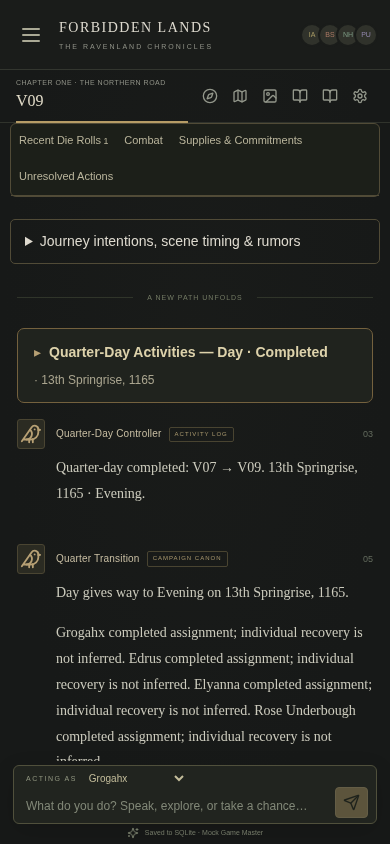 FORBIDDEN LANDS
THE RAVENLAND CHRONICLES
IA BS NH PU
CHAPTER ONE · THE NORTHERN ROAD
V09
Recent Die Rolls 1 Combat Supplies & Commitments
Unresolved Actions
Journey intentions, scene timing & rumors
A NEW PATH UNFOLDS
Quarter-Day Activities — Day · Completed
· 13th Springrise, 1165
Quarter-Day Controller ACTIVITY LOG 03
Quarter-day completed: V07 → V09. 13th Springrise,
1165 · Evening.
Quarter Transition CAMPAIGN CANON 05
Day gives way to Evening on 13th Springrise, 1165.
Grogahx completed assignment; individual recovery is
not inferred. Edrus completed assignment; individual
recovery is not inferred. Elyanna completed assignment;
individual recovery is not inferred. Rose Underbough
completed assignment; individual recovery is not
inferred.
ACTING AS Grogahx
What do you do? Speak, explore, or take a chance…
Saved to SQLite · Mock Game Master